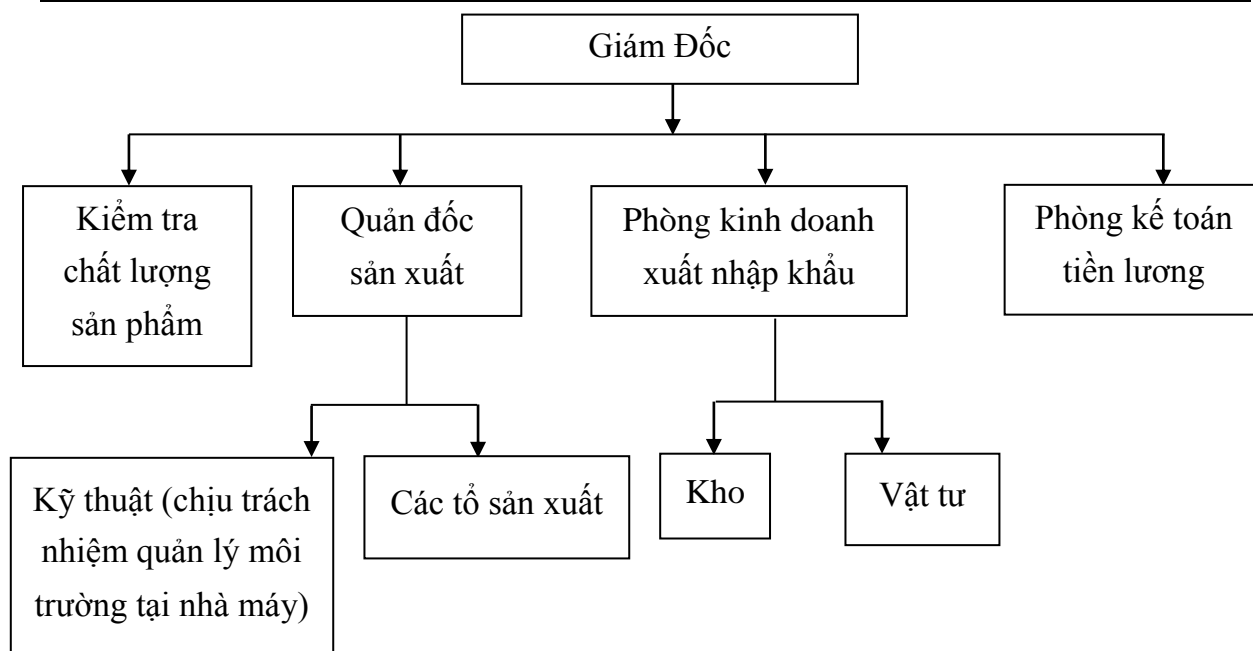 Giám Đốc
Kiểm tra
chất lượng
sản phẩm
Quản đốc
sản xuất
Phòng kinh doanh
xuất nhập khẩu
Phòng kế toán
tiền lương
Kỹ thuật (chịu trách
nhiệm quản lý môi
trường tại nhà máy)
Các tổ sản xuất
Kho
Vật tư